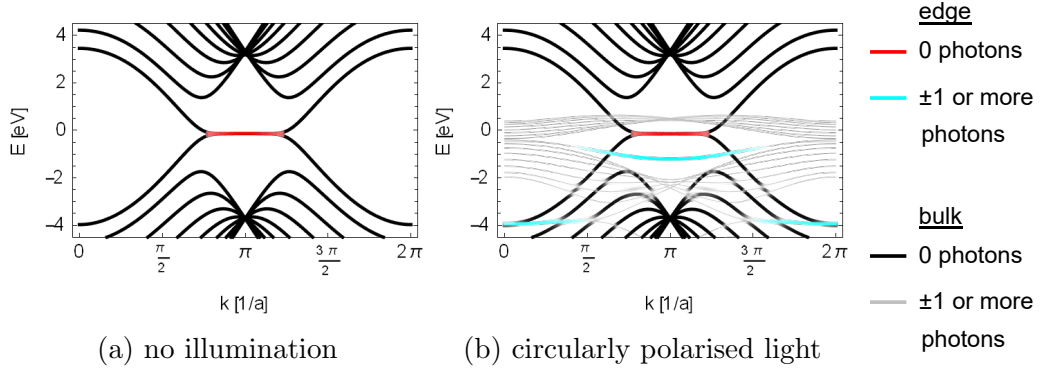 4
2
0
−2
−4
E [eV]
0
π/2
π
3π/2
2π
k [1/a]
(a) no illumination
4
2
0
−2
−4
E [eV]
0
π/2
π
3π/2
2π
k [1/a]
(b) circularly polarised light
edge
0 photons
±1 or more
photons
bulk
0 photons
±1 or more
photons